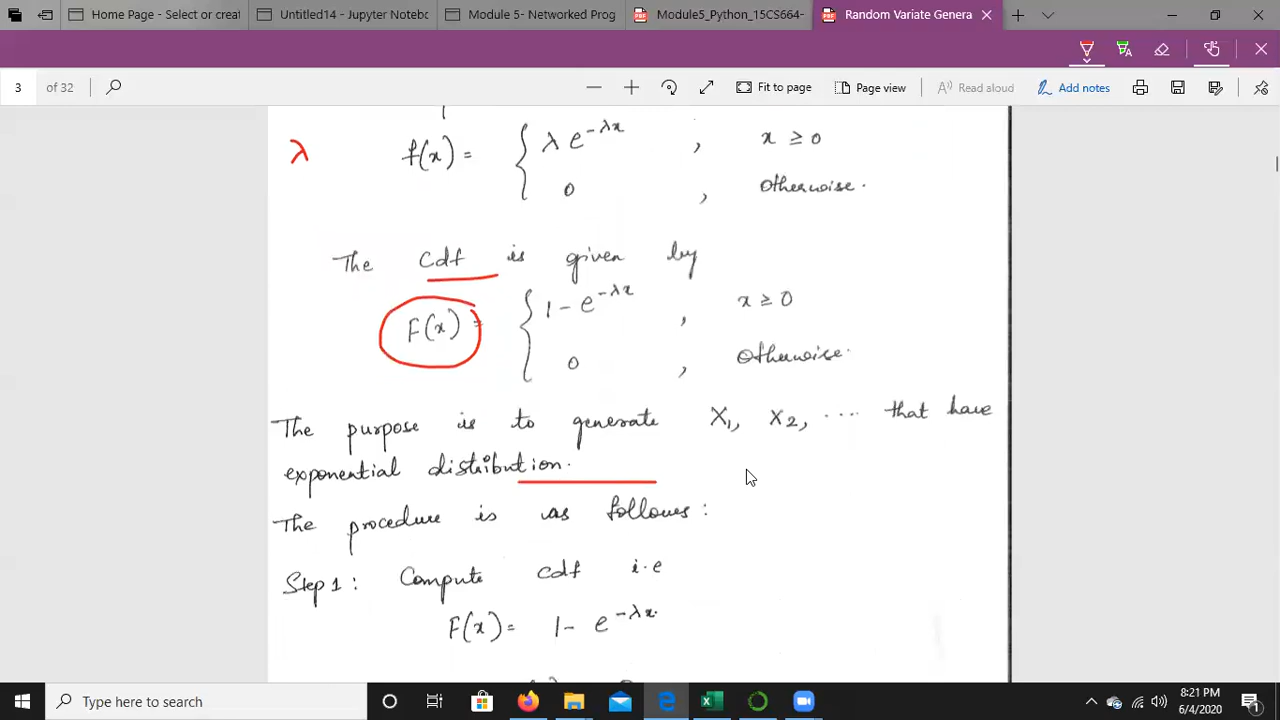 Home Page - Select or creat
Untitled14 - Jupyter Notebo
Module 5- Networked Prog
Module5_Python_15CS664-
Random Variate Genera
3 of 32
Fit to page
Page view
Read aloud
Add notes
λ
f(x) = { λ e^{-λx} , x ≥ 0
0 , otherwise.
The cdf is given by
F(x) = { 1 - e^{-λx} , x ≥ 0
0 , otherwise.
The purpose is to generate X₁, X₂, .... that have
exponential distribution.
The procedure is as follows:
Step 1: Compute cdf i.e
F(x) = 1 - e^{-λx}.
Type here to search
8:21 PM
6/4/2020